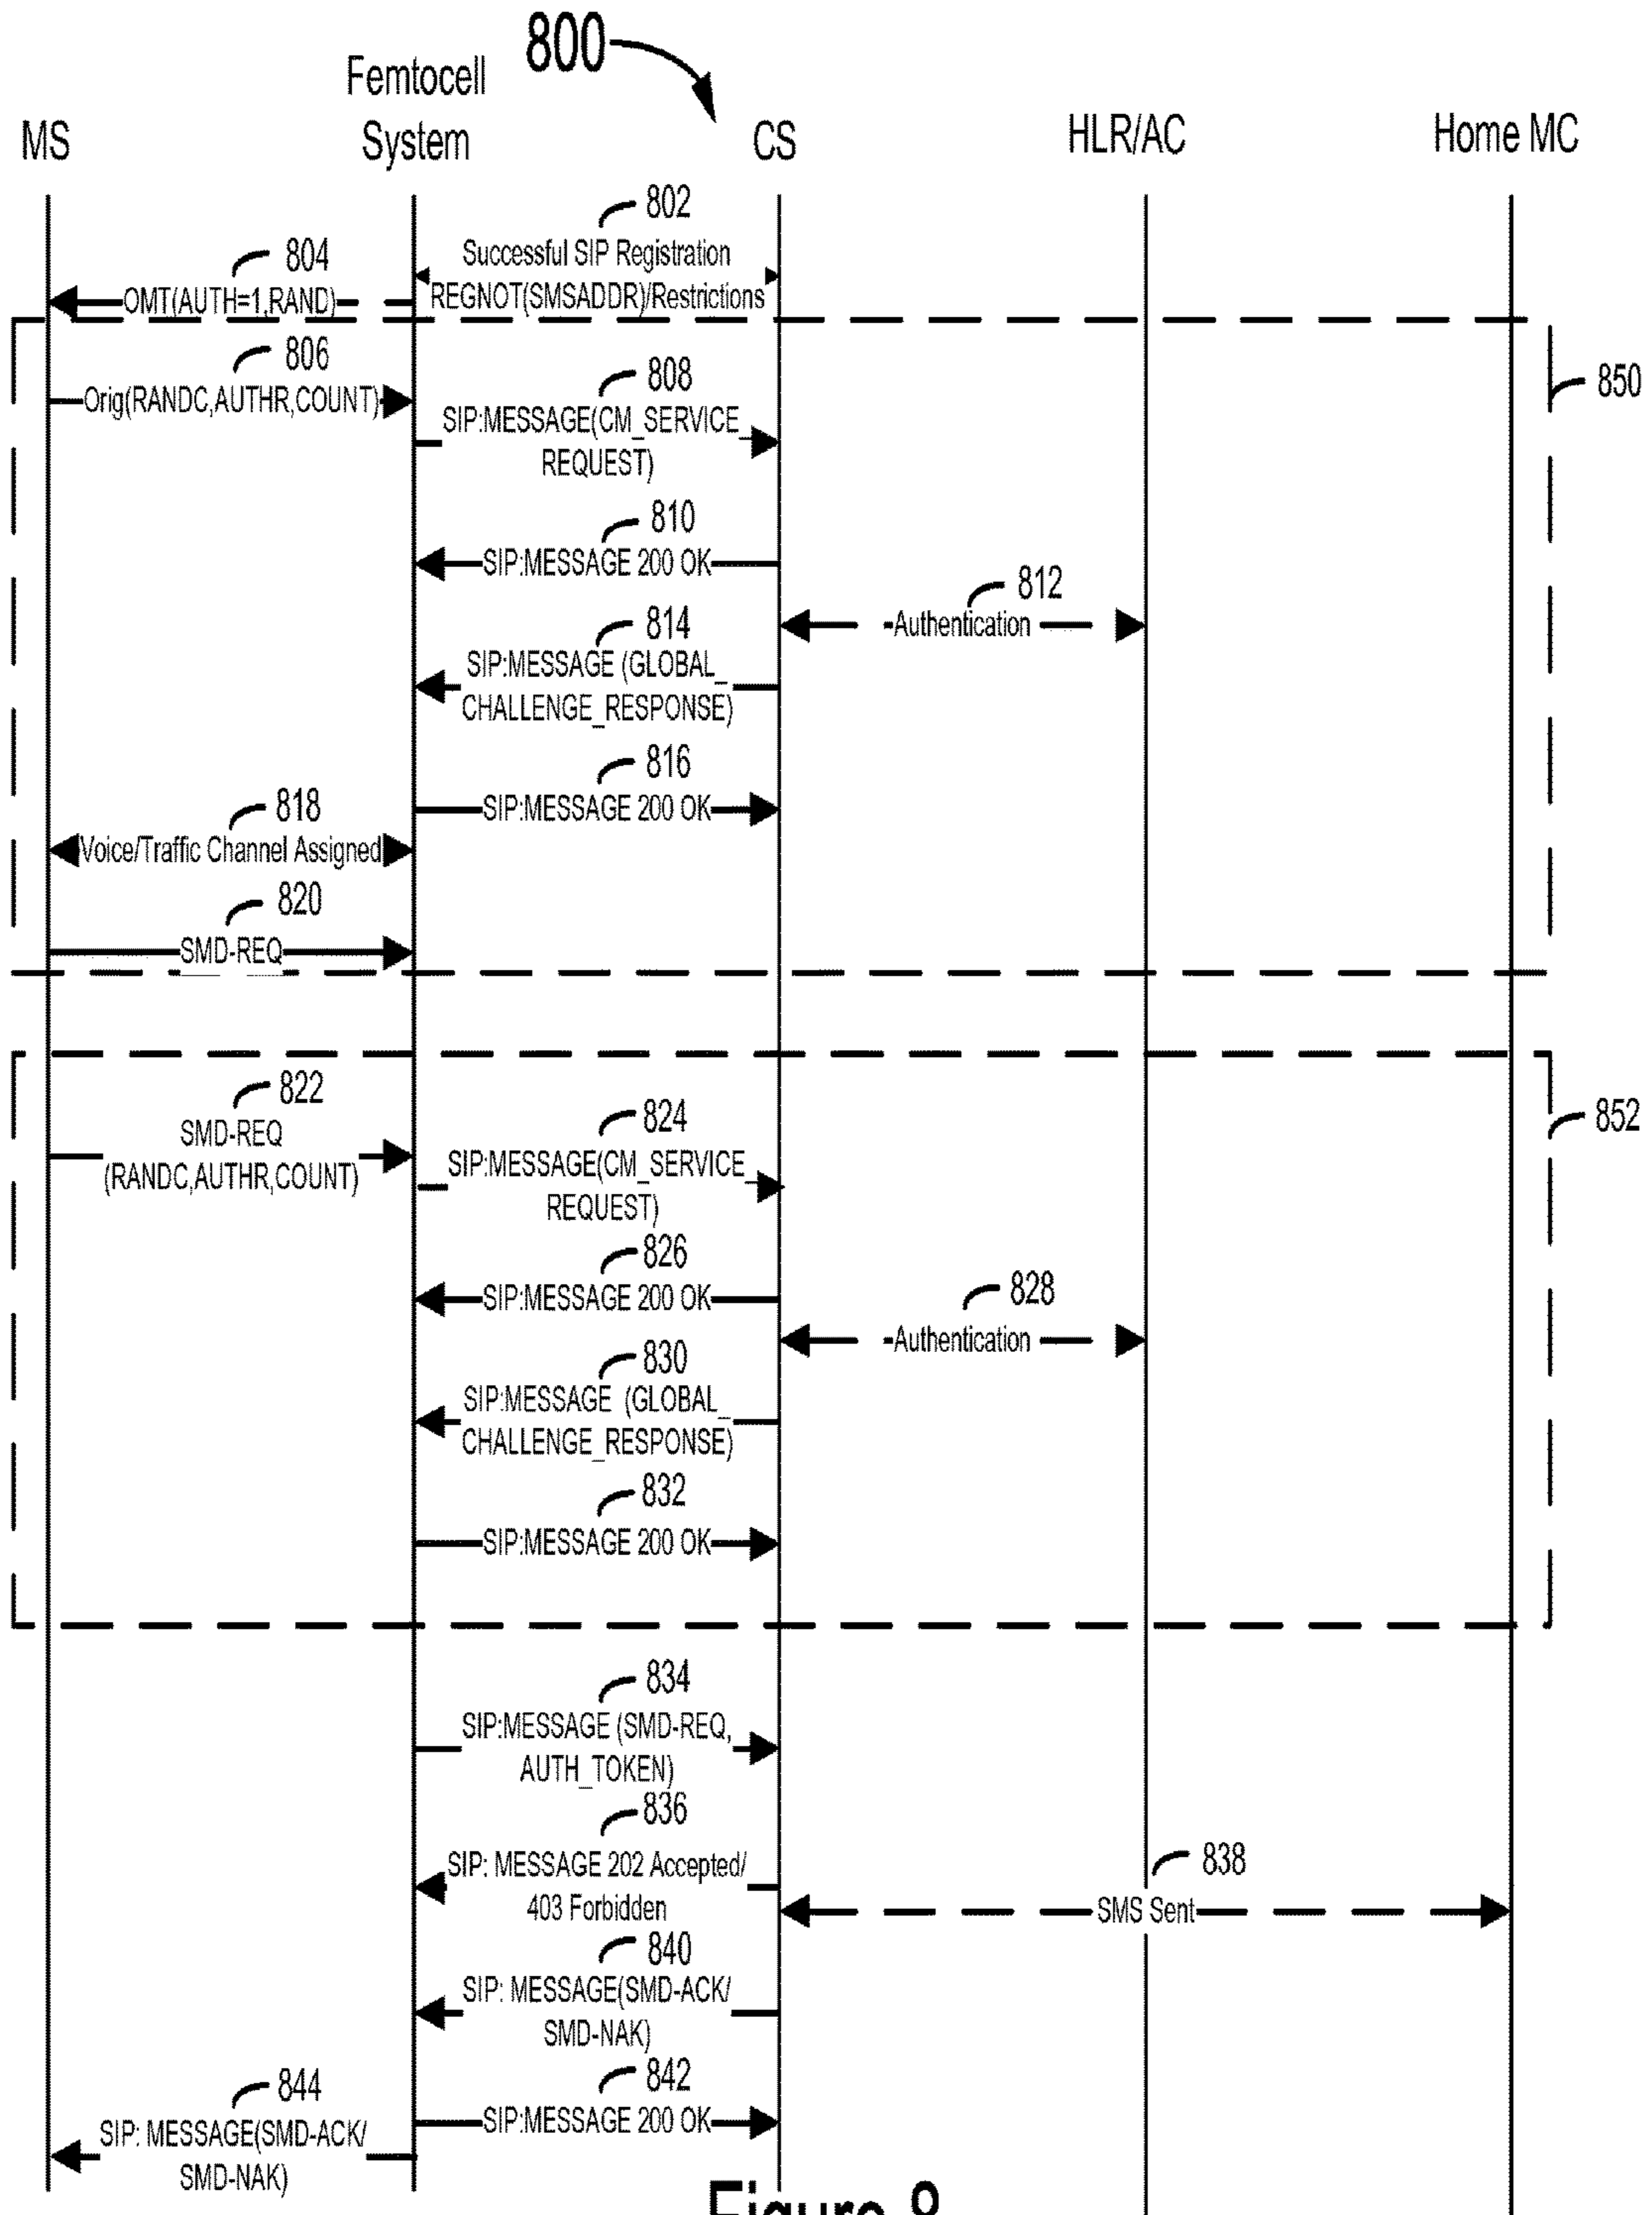 800
Femtocell
System
MS
CS
HLR/AC
Home MC
802
Successful SIP Registration
REGNOT(SMSADDR)/Restrictions
804
OMT(AUTH=1,RAND)
806
Orig(RANDC,AUTHR,COUNT)
808
SIP:MESSAGE(CM_SERVICE_
REQUEST)
850
810
SIP:MESSAGE 200 OK
812
Authentication
814
SIP:MESSAGE (GLOBAL_
CHALLENGE_RESPONSE)
816
SIP:MESSAGE 200 OK
818
Voice/Traffic Channel Assigned
820
SMD-REQ
822
SMD-REQ
(RANDC,AUTHR,COUNT)
824
SIP:MESSAGE(CM_SERVICE_
REQUEST)
852
826
SIP:MESSAGE 200 OK
828
Authentication
830
SIP:MESSAGE (GLOBAL_
CHALLENGE_RESPONSE)
832
SIP:MESSAGE 200 OK
834
SIP:MESSAGE (SMD-REQ,
AUTH_TOKEN)
836
SIP: MESSAGE 202 Accepted/
403 Forbidden
838
SMS Sent
840
SIP: MESSAGE(SMD-ACK/
SMD-NAK)
842
SIP:MESSAGE 200 OK
844
SIP: MESSAGE(SMD-ACK/
SMD-NAK)
Figure 8